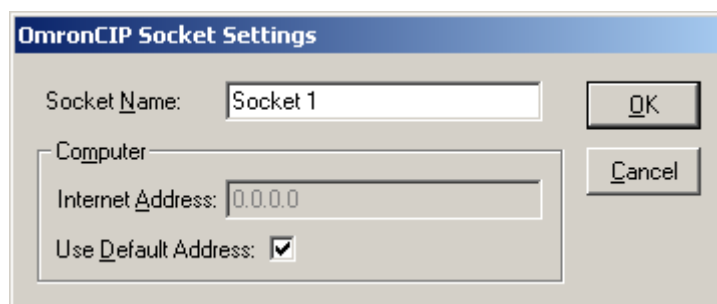 OmronCIP Socket Settings
Socket Name: Socket 1
OK
Computer
Cancel
Internet Address: 0.0.0.0
Use Default Address: